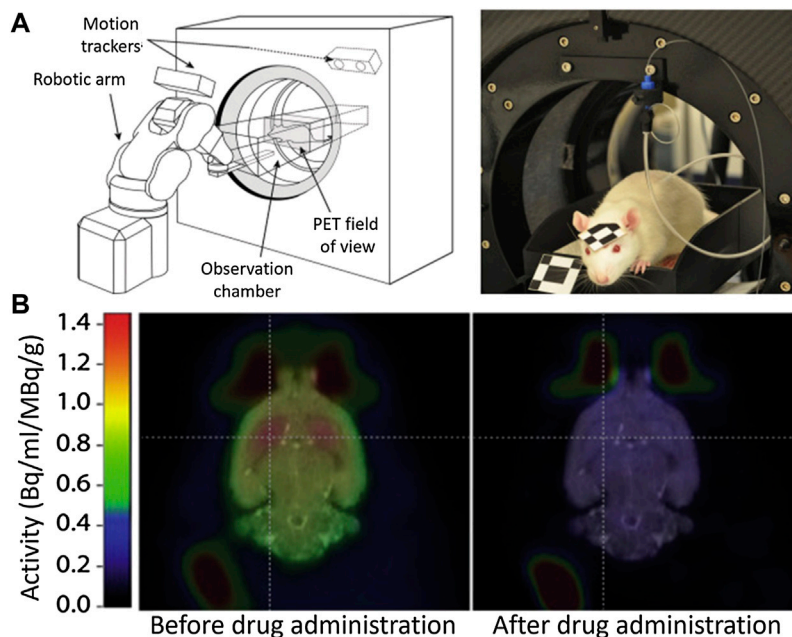 A
Motion
trackers
Robotic arm
PET field
of view
Observation
chamber
B
Activity (Bq/ml/MBq/g)
1.4
1.2
1.0
0.8
0.6
0.4
0.2
0.0
Before drug administration
After drug administration